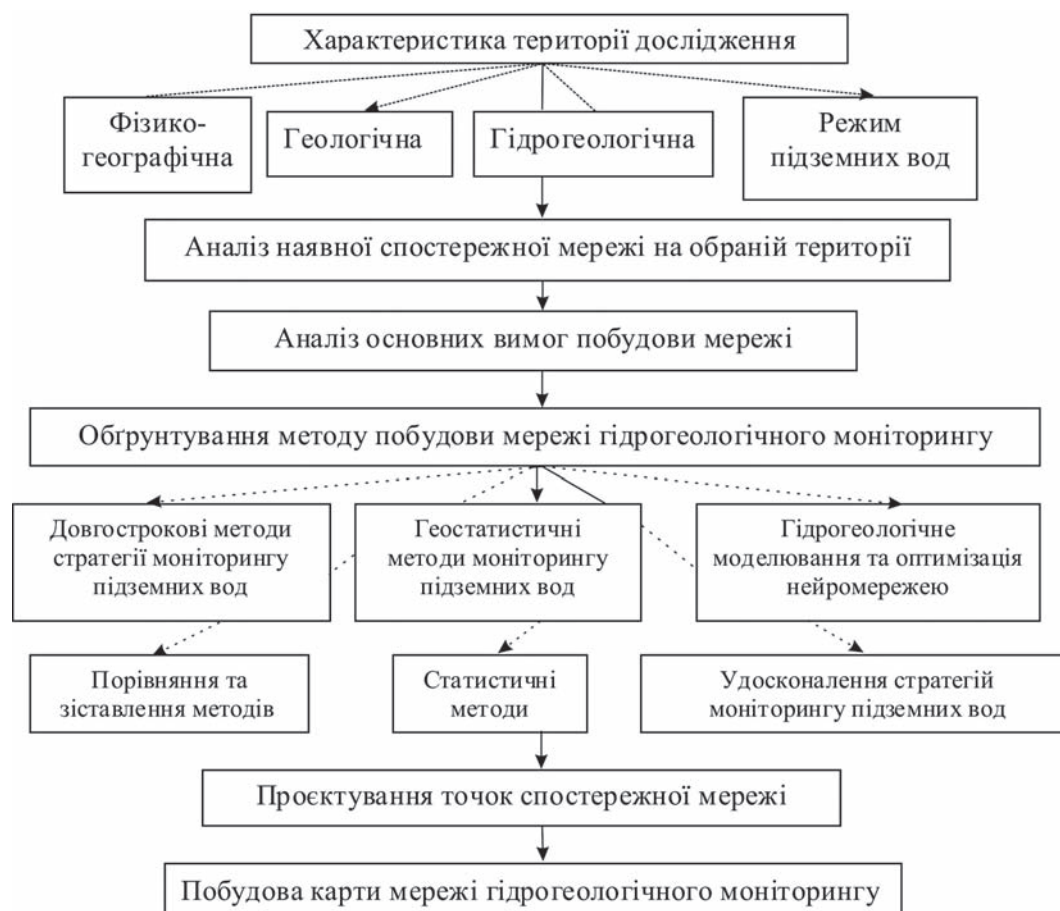 Характеристика території дослідження
Фізико-
географічна
Геологічна
Гідрогеологічна
Режим
підземних вод
Аналіз наявної спостережної мережі на обраній території
Аналіз основних вимог побудови мережі
Обґрунтування методу побудови мережі гідрогеологічного моніторингу
Довгострокові методи
стратегії моніторингу
підземних вод
Геостатистичні
методи моніторингу
підземних вод
Гідрогеологічне
моделювання та оптимізація
нейромережею
Порівняння та
зіставлення методів
Статистичні
методи
Удосконалення стратегій
моніторингу підземних вод
Проєктування точок спостережної мережі
Побудова карти мережі гідрогеологічного моніторингу